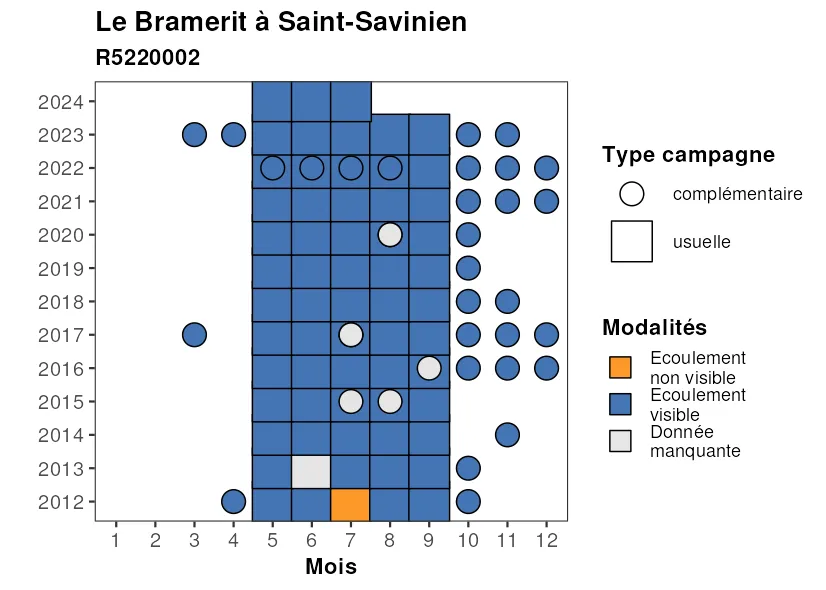 Le Bramerit à Saint-Savinien
R5220002
2024
2023
2022
2021
2020
2019
2018
2017
2016
2015
2014
2013
2012
1 2 3 4 5 6 7 8 9 10 11 12
Mois
Type campagne
complémentaire
usuelle
Modalités
Ecoulement
non visible
Ecoulement
visible
Donnée
manquante